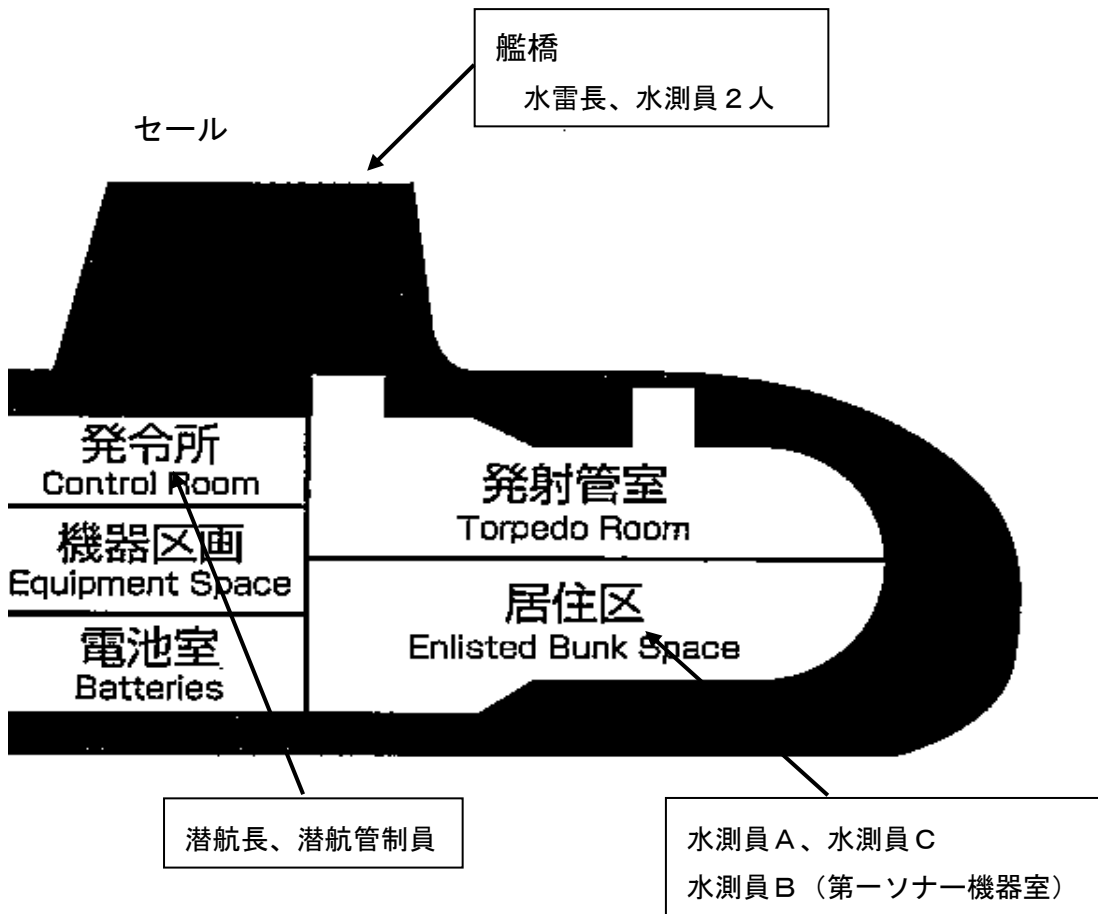 艦橋
水雷長、水測員２人
セール
発令所
Control Room
発射管室
Torpedo Room
機器区画
Equipment Space
居住区
Enlisted Bunk Space
電池室
Batteries
潜航長、潜航管制員
水測員Ａ、水測員Ｃ
水測員Ｂ（第一ソナー機器室）